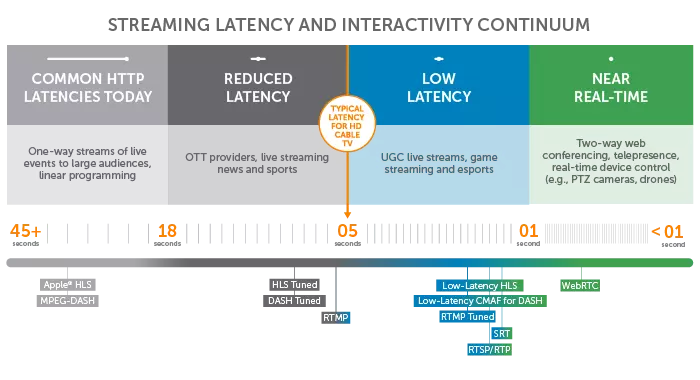 STREAMING LATENCY AND INTERACTIVITY CONTINUUM
COMMON HTTP
LATENCIES TODAY
REDUCED
LATENCY
LOW
LATENCY
NEAR
REAL-TIME
TYPICAL
LATENCY
FOR HD
CABLE
TV
One-way streams of live
events to large audiences,
linear programming
OTT providers, live streaming
news and sports
UGC live streams, game
streaming and esports
Two-way web
conferencing, telepresence,
real-time device control
(e.g., PTZ cameras, drones)
45+
seconds
18
seconds
05
seconds
01
second
< 01
second
Apple® HLS
MPEG-DASH
HLS Tuned
DASH Tuned
RTMP
Low-Latency HLS
Low-Latency CMAF for DASH
RTMP Tuned
SRT
RTSP/RTP
WebRTC